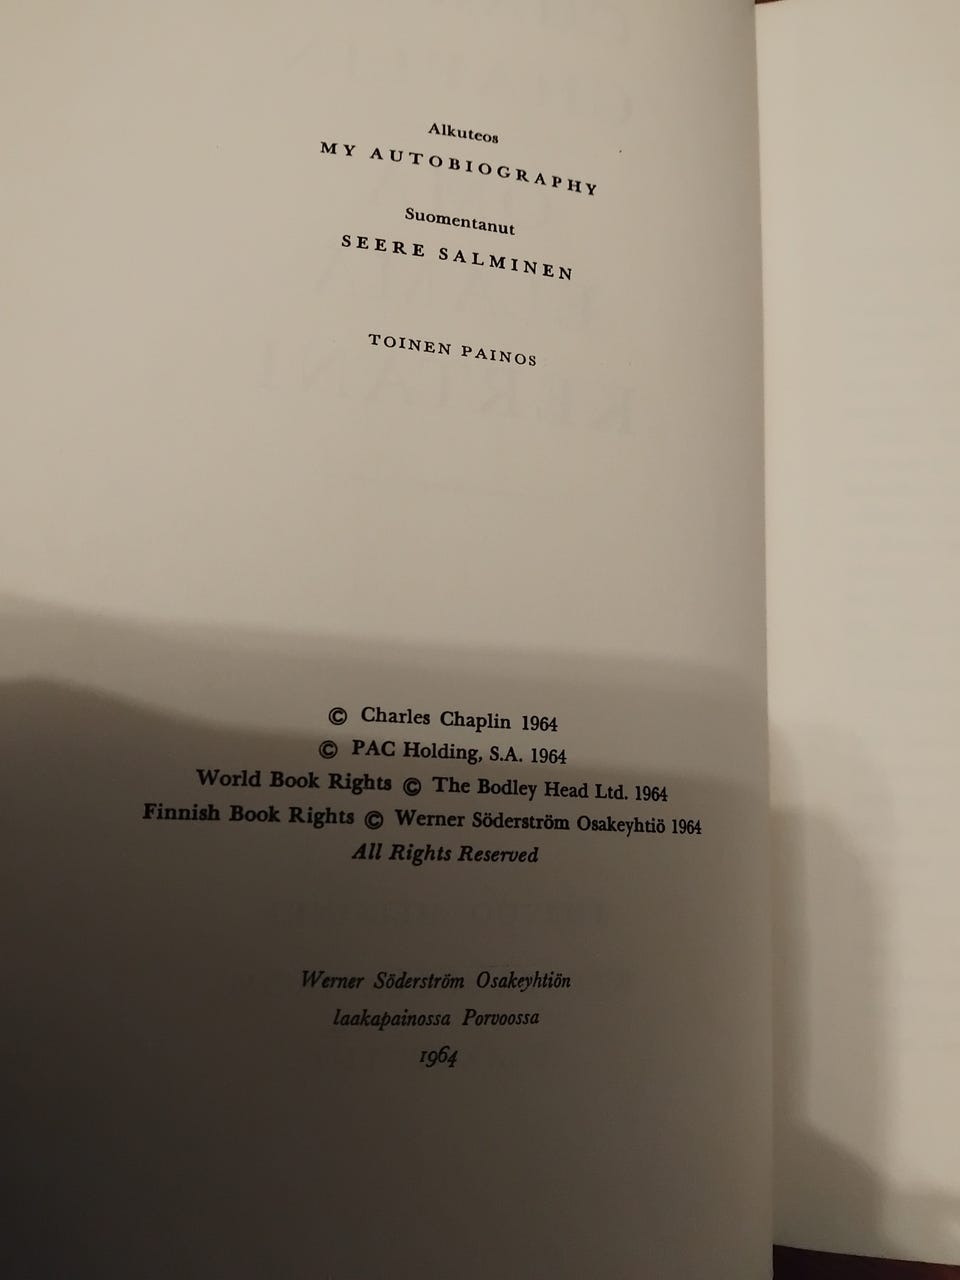 Alkuteos
MY AUTOBIOGRAPHY
Suomentanut
SEERE SALMINEN
TOINEN PAINOS
© Charles Chaplin 1964
© PAC Holding, S.A. 1964
World Book Rights © The Bodley Head Ltd. 1964
Finnish Book Rights © Werner Söderström Osakeyhtiö 1964
All Rights Reserved
Werner Söderström Osakeyhtiön
laakapainossa Porvoossa
1964